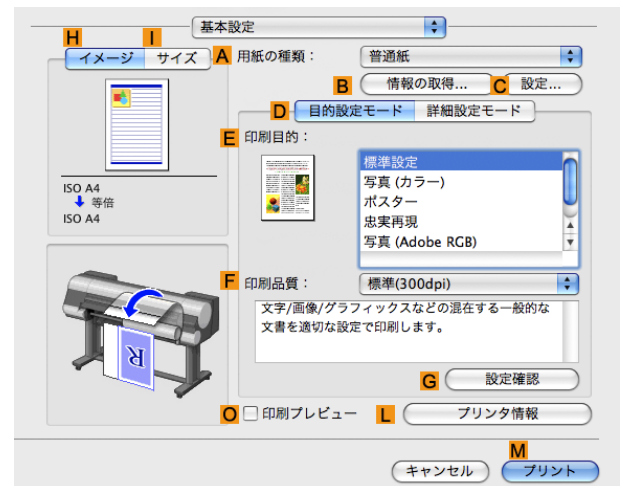 基本設定
H I
イメージ サイズ A 用紙の種類： 普通紙
B 情報の取得... C 設定...
D 目的設定モード 詳細設定モード
E 印刷目的：
標準設定
写真 (カラー)
ポスター
忠実再現
写真 (Adobe RGB)
ISO A4
等倍
ISO A4
F 印刷品質： 標準(300dpi)
文字/画像/グラフィックスなどの混在する一般的な
文書を適切な設定で印刷します。
R
G 設定確認
O 印刷プレビュー L プリンタ情報
M
キャンセル プリント